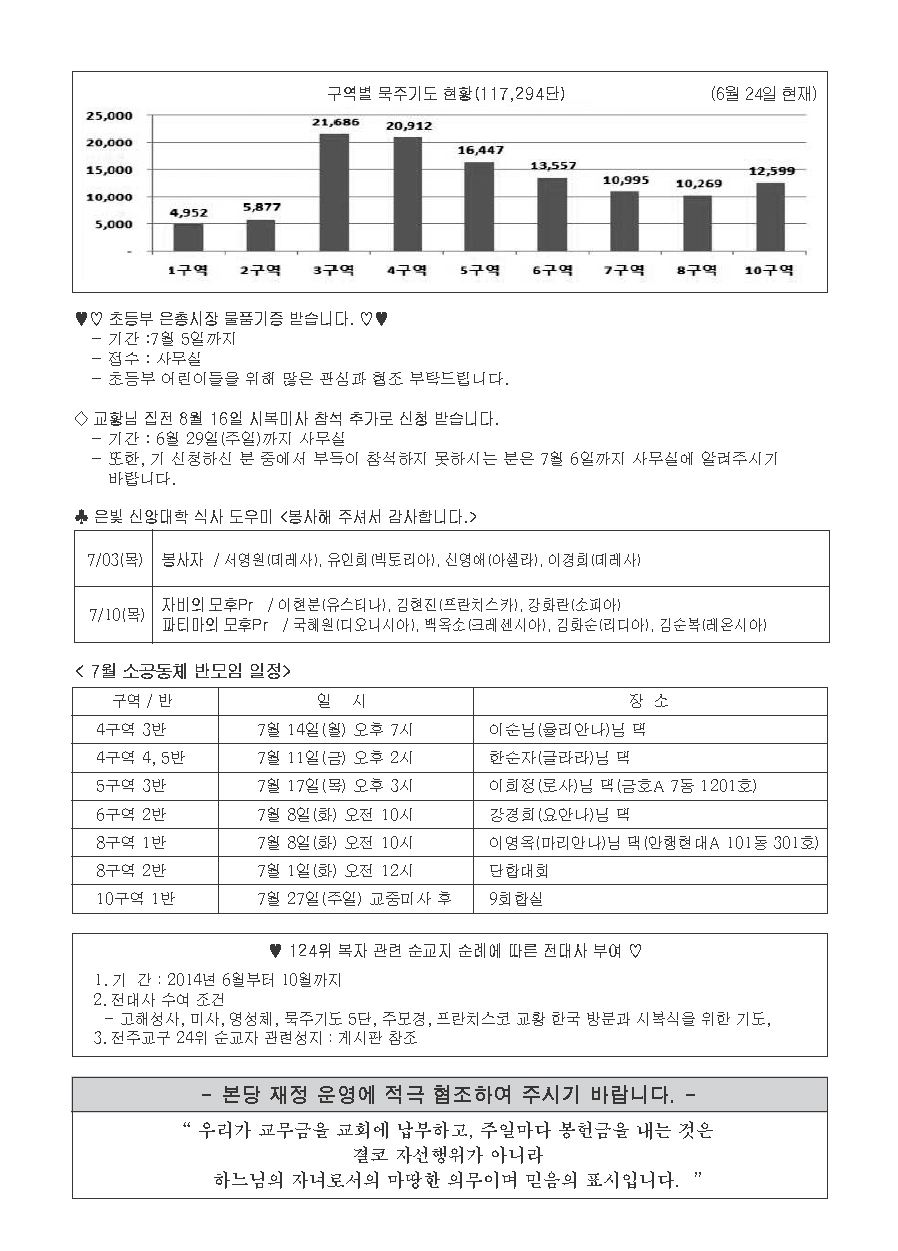 구역별 묵주기도 현황(117,294단) (6월 24일 현재)
25,000
20,000
15,000
10,000
5,000
-
4,952 5,877 21,686 20,912 16,447 13,557 10,995 10,269 12,599
1구역 2구역 3구역 4구역 5구역 6구역 7구역 8구역 10구역
♥♡ 초등부 은총시장 물품기증 받습니다. ♡♥
- 기간 :7월 5일까지
- 접수 : 사무실
- 초등부 어린이들을 위해 많은 관심과 협조 부탁드립니다.
◇ 교황님 집전 8월 16일 시복미사 참석 추가로 신청 받습니다.
- 기간 : 6월 29일(주일)까지 사무실
- 또한, 기 신청하신 분 중에서 부득이 참석하지 못하시는 분은 7월 6일까지 사무실에 알려주시기
바랍니다.
♣ 은빛 신앙대학 식사 도우미 <봉사해 주셔서 감사합니다.>
7/03(목) 봉사자 / 서영원(데레사), 유인희(빅토리아), 신영애(아셀라), 이경희(데레사)
7/10(목) 자비의 모후Pr / 이현분(유스티나), 김현진(프란치스카), 강화란(소피아)
파티마의 모후Pr / 국혜원(디오니시아), 백옥소(크레센시아), 김화순(리디아), 김순복(레온시아)
< 7월 소공동체 반모임 일정>
구역 / 반 일 시 장 소
4구역 3반 7월 14일(월) 오후 7시 이순님(율리안나)님 댁
4구역 4, 5반 7월 11일(금) 오후 2시 한순자(글라라)님 댁
5구역 3반 7월 17일(목) 오후 3시 이희정(로사)님 댁(금호A 7동 1201호)
6구역 2반 7월 8일(화) 오전 10시 강경희(요안나)님 댁
8구역 1반 7월 8일(화) 오전 10시 이영옥(마리안나)님 댁(안행현대A 101동 301호)
8구역 2반 7월 1일(화) 오전 12시 단합대회
10구역 1반 7월 27일(주일) 교중미사 후 9회합실
♥ 124위 복자 관련 순교지 순례에 따른 전대사 부여 ♡
1. 기 간 : 2014년 6월부터 10월까지
2. 전대사 수여 조건
- 고해성사, 미사, 영성체, 묵주기도 5단, 주모경, 프란치스코 교황 한국 방문과 시복식을 위한 기도,
3. 전주교구 24위 순교자 관련성지 : 게시판 참조
- 본당 재정 운영에 적극 협조하여 주시기 바랍니다. -
“ 우리가 교무금을 교회에 납부하고, 주일마다 봉헌금을 내는 것은
결코 자선행위가 아니라
하느님의 자녀로서의 마땅한 의무이며 믿음의 표시입니다. ”